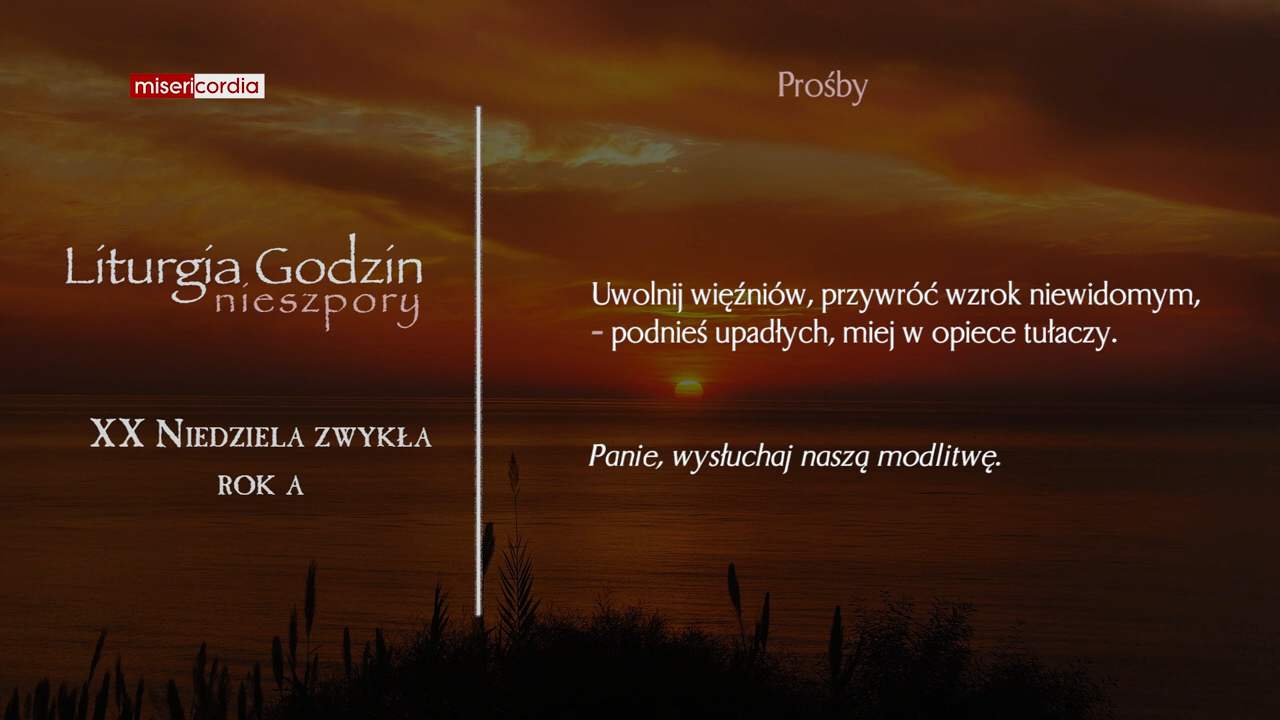 misericordia
Liturgia Godzin
nieszpory
XX Niedziela zwykła
rok a
Prośby
Uwolnij więźniów, przywróć wzrok niewidomym,
– podnieś upadłych, miej w opiece tułaczy.
Panie, wysłuchaj naszą modlitwę.